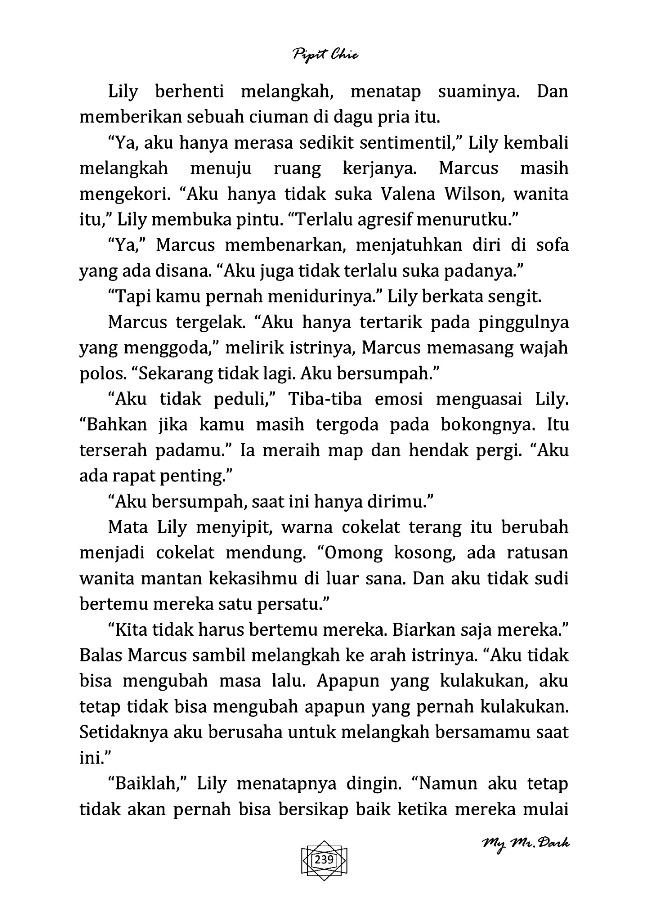 Pipit Chie
Lily berhenti melangkah, menatap suaminya. Dan
memberikan sebuah ciuman di dagu pria itu.
“Ya, aku hanya merasa sedikit sentimentil,” Lily kembali
melangkah menuju ruang kerjanya. Marcus masih
mengekori. “Aku hanya tidak suka Valena Wilson, wanita
itu,” Lily membuka pintu. “Terlalu agresif menurutku.”
“Ya,” Marcus membenarkan, menjatuhkan diri di sofa
yang ada disana. “Aku juga tidak terlalu suka padanya.”
“Tapi kamu pernah menidurinya.” Lily berkata sengit.
Marcus tergelak. “Aku hanya tertarik pada pinggulnya
yang menggoda,” melirik istrinya, Marcus memasang wajah
polos. “Sekarang tidak lagi. Aku bersumpah.”
“Aku tidak peduli,” Tiba-tiba emosi menguasai Lily.
“Bahkan jika kamu masih tergoda pada bokongnya. Itu
terserah padamu.” Ia meraih map dan hendak pergi. “Aku
ada rapat penting.”
“Aku bersumpah, saat ini hanya dirimu.”
Mata Lily menyipit, warna cokelat terang itu berubah
menjadi cokelat mendung. “Omong kosong, ada ratusan
wanita mantan kekasihmu di luar sana. Dan aku tidak sudi
bertemu mereka satu persatu.”
“Kita tidak harus bertemu mereka. Biarkan saja mereka.”
Balas Marcus sambil melangkah ke arah istrinya. “Aku tidak
bisa mengubah masa lalu. Apapun yang kulakukan, aku
tetap tidak bisa mengubah apapun yang pernah kulakukan.
Setidaknya aku berusaha untuk melangkah bersamamu saat
ini.”
“Baiklah,” Lily menatapnya dingin. “Namun aku tetap
tidak akan pernah bisa bersikap baik ketika mereka mulai
My Mr. Dark
239